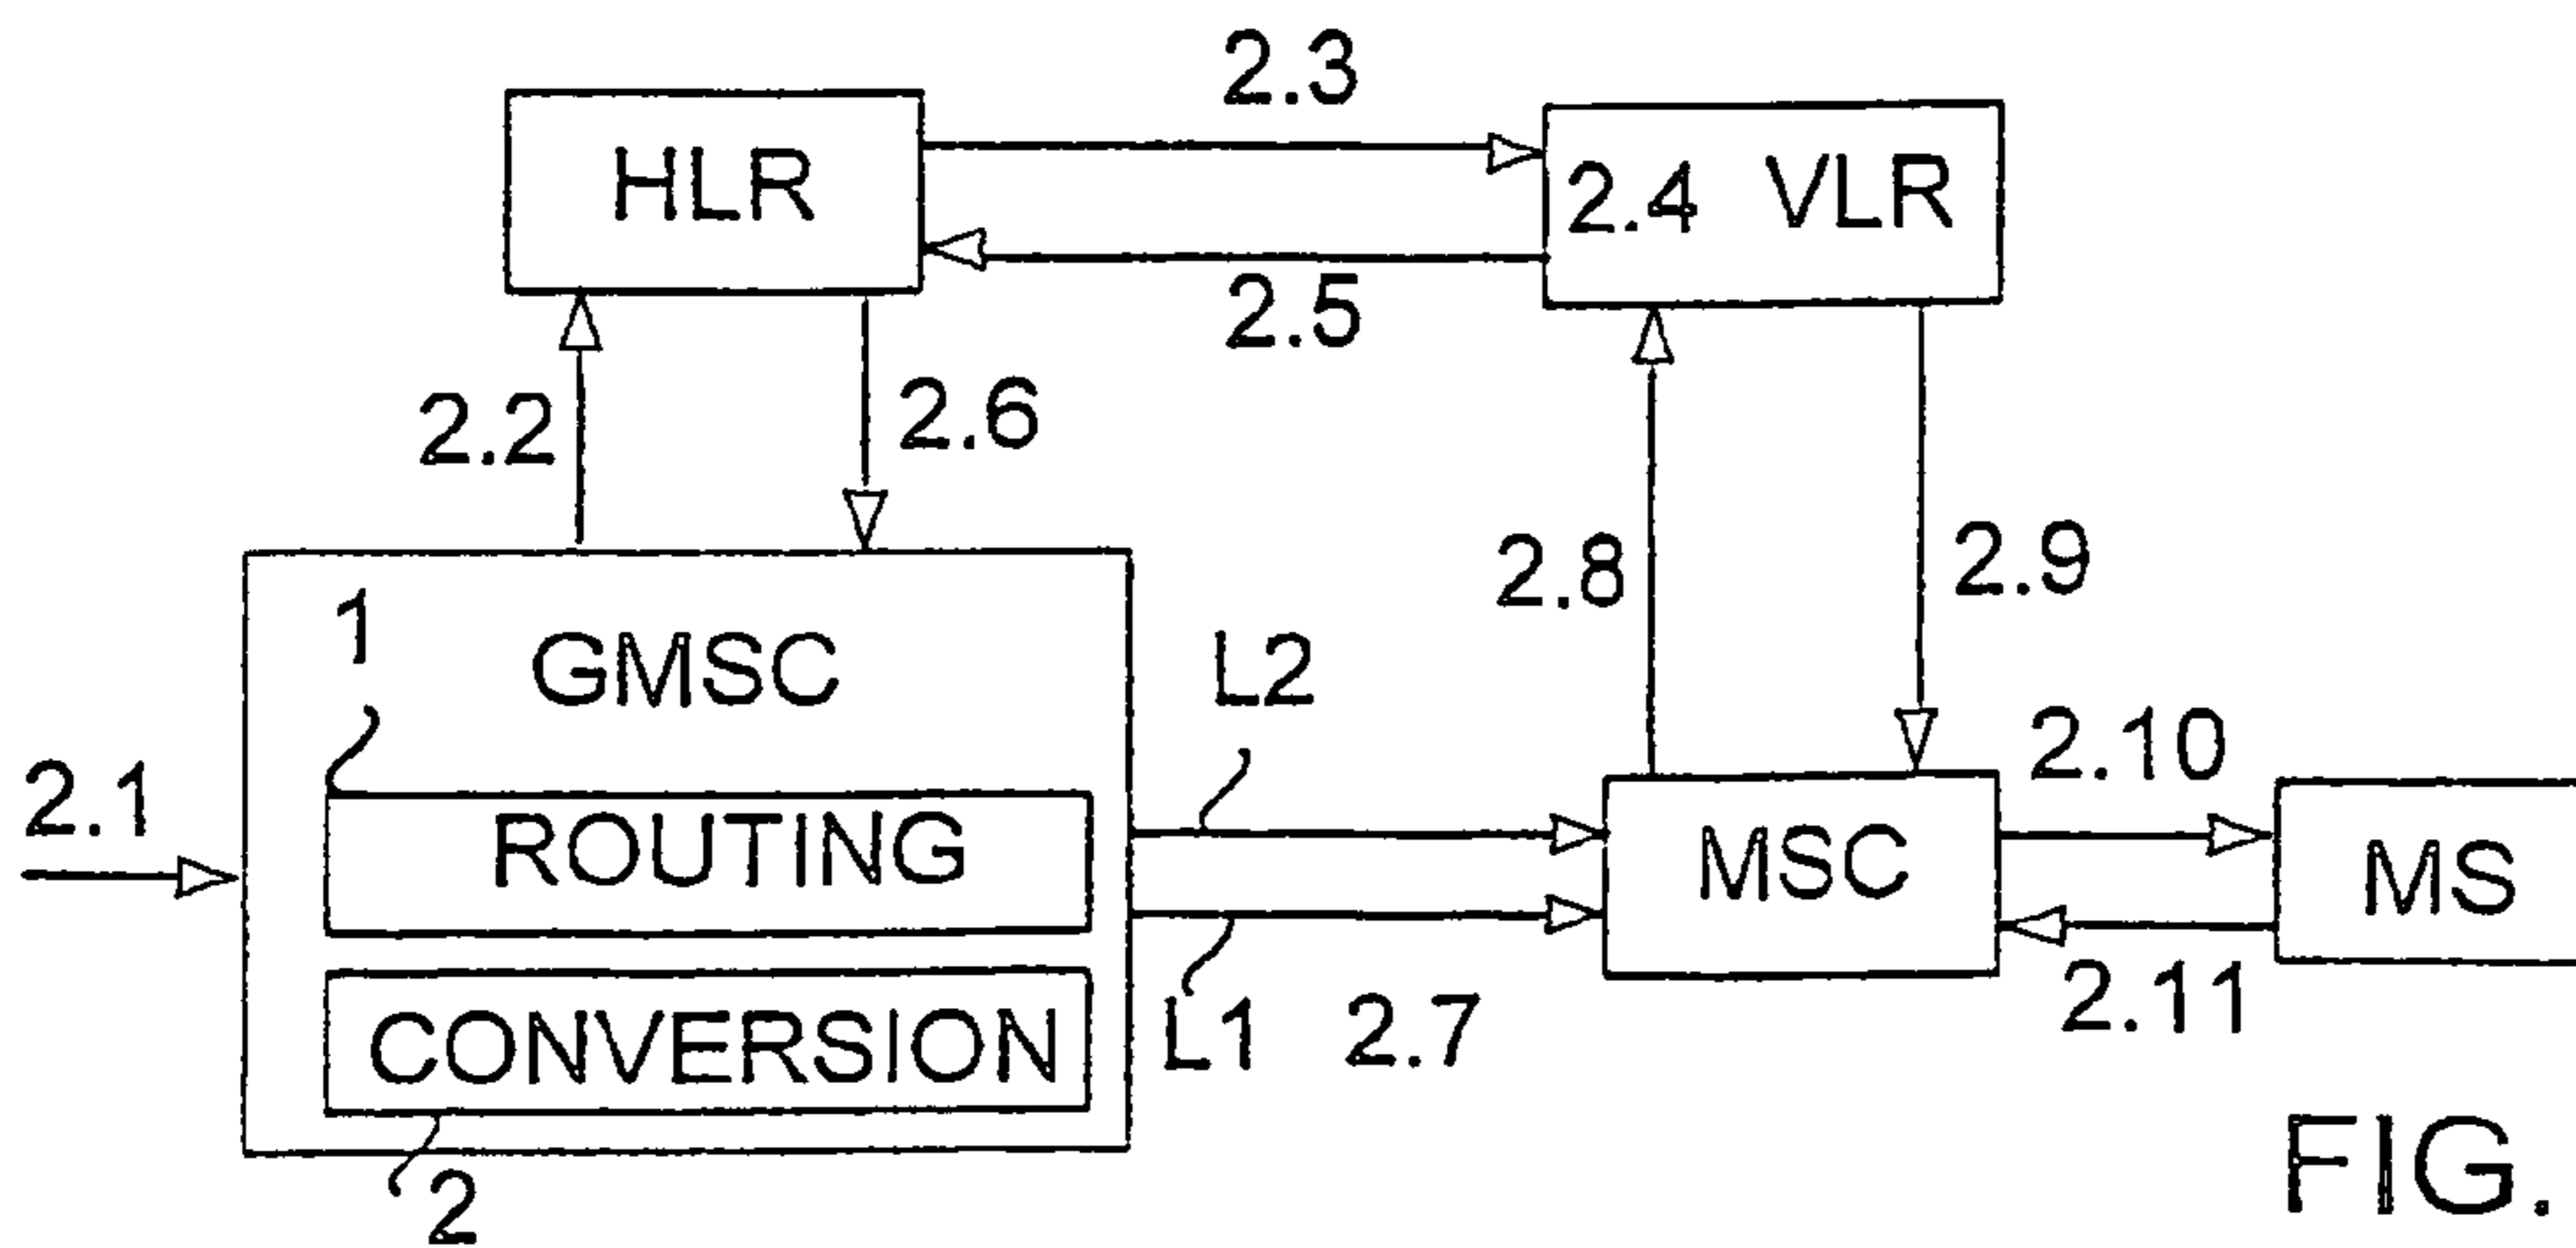 2.3
HLR
2.4 VLR
2.5
2.2
2.6
2.8
2.9
1
GMSC
L2
2.10
2.1
ROUTING
MSC
MS
L1
2.7
2.11
CONVERSION
2
FIG.